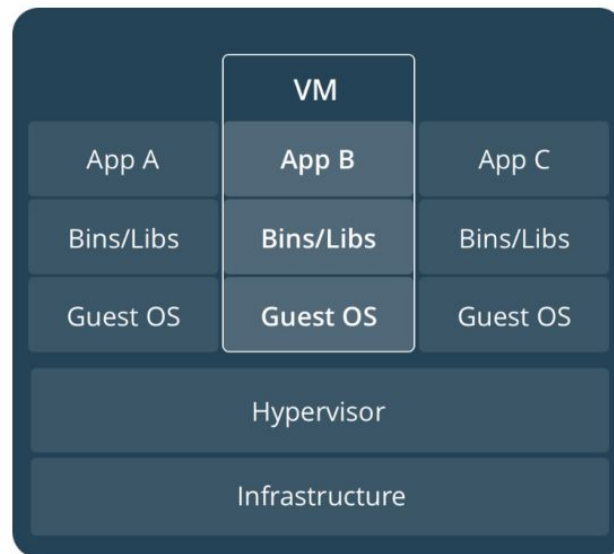 VM
App A App B App C
Bins/Libs Bins/Libs Bins/Libs
Guest OS Guest OS Guest OS
Hypervisor
Infrastructure